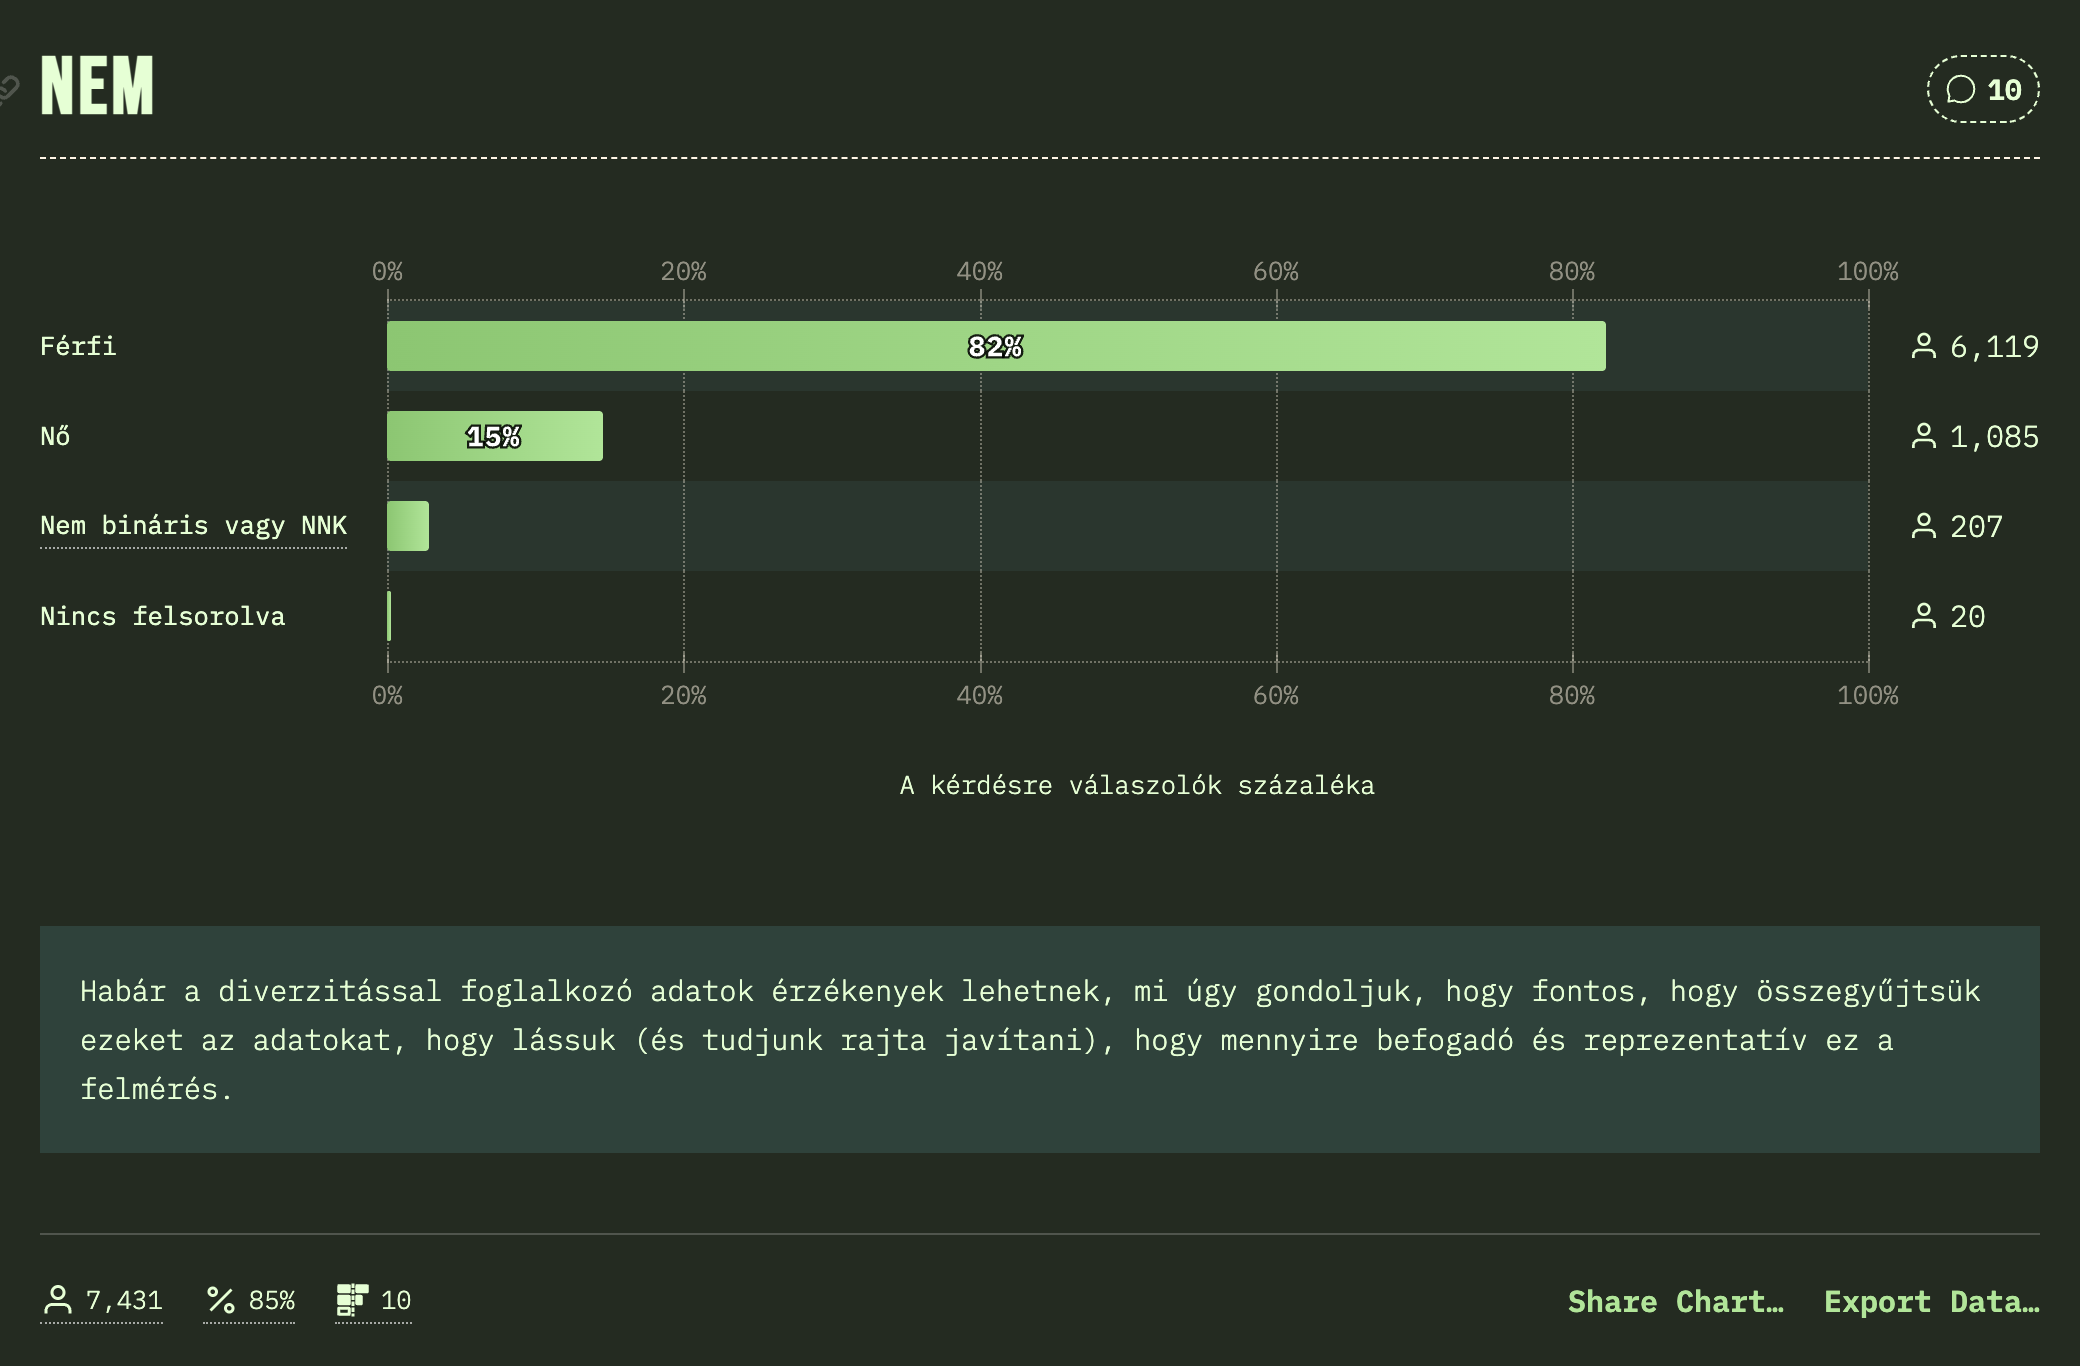 NEM
10
0% 20% 40% 60% 80% 100%
Férfi 82% 6,119
Nő 15% 1,085
Nem bináris vagy NNK 207
Nincs felsorolva 20
0% 20% 40% 60% 80% 100%
A kérdésre válaszolók százaléka
Habár a diverzitással foglalkozó adatok érzékenyek lehetnek, mi úgy gondoljuk, hogy fontos, hogy összegyűjtsük
ezeket az adatokat, hogy lássuk (és tudjunk rajta javítani), hogy mennyire befogadó és reprezentatív ez a
felmérés.
7,431 85% 10 Share Chart… Export Data…